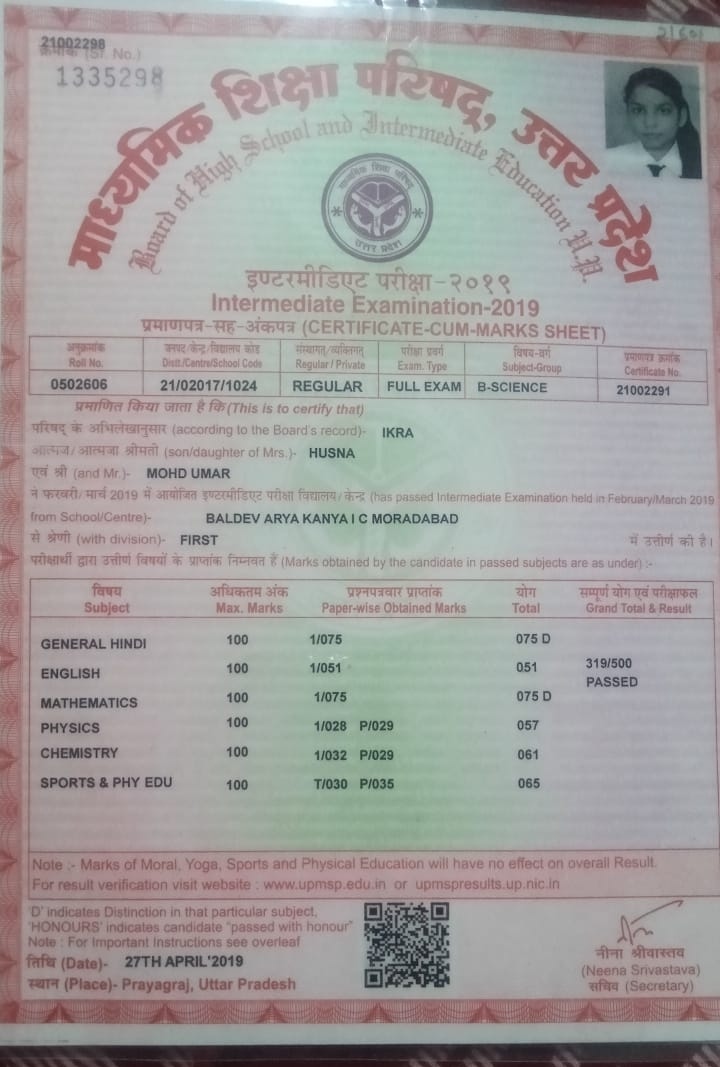 21002298
क्रमांक (Sr. No.)
1335298
माध्यमिक शिक्षा परिषद्, उत्तर प्रदेश
Board of High School and Intermediate Education U.P.
माध्यमिक शिक्षा परिषद्
उत्तर प्रदेश
इण्टरमीडिएट परीक्षा-२०१९
Intermediate Examination-2019
प्रमाणपत्र-सह-अंकपत्र (CERTIFICATE-CUM-MARKS SHEET)
अनुक्रमांक जनपद/केन्द्र/विद्यालय कोड संस्थागत/व्यक्तिगत परीक्षा प्रवर्ग विषय-वर्ग प्रमाणपत्र क्रमांक
Roll No. Distt./Centre/School Code Regular / Private Exam. Type Subject-Group Certificate No.
0502606 21/02017/1024 REGULAR FULL EXAM B-SCIENCE 21002291
प्रमाणित किया जाता है कि (This is to certify that)
परिषद् के अभिलेखानुसार (according to the Board's record)- IKRA
आत्मज/आत्मजा श्रीमती (son/daughter of Mrs.)- HUSNA
एवं श्री (and Mr.)- MOHD UMAR
ने फरवरी/मार्च 2019 में आयोजित इण्टरमीडिएट परीक्षा विद्यालय/केन्द्र (has passed Intermediate Examination held in February/March 2019
from School/Centre)- BALDEV ARYA KANYA I C MORADABAD
से श्रेणी (with division)- FIRST में उत्तीर्ण की है।
परीक्षार्थी द्वारा उत्तीर्ण विषयों के प्राप्तांक निम्नवत हैं (Marks obtained by the candidate in passed subjects are as under) :-
विषय अधिकतम अंक प्रश्नपत्रवार प्राप्तांक योग सम्पूर्ण योग एवं परीक्षाफल
Subject Max. Marks Paper-wise Obtained Marks Total Grand Total & Result
GENERAL HINDI 100 1/075 075 D
ENGLISH 100 1/051 051 319/500
PASSED
MATHEMATICS 100 1/075 075 D
PHYSICS 100 1/028 P/029 057
CHEMISTRY 100 1/032 P/029 061
SPORTS & PHY EDU 100 T/030 P/035 065
Note :- Marks of Moral, Yoga, Sports and Physical Education will have no effect on overall Result.
For result verification visit website : www.upmsp.edu.in or upmspresults.up.nic.in
'D' indicates Distinction in that particular subject,
'HONOURS' indicates candidate "passed with honour"
Note : For Important Instructions see overleaf
तिथि (Date)- 27TH APRIL'2019
स्थान (Place)- Prayagraj, Uttar Pradesh
नीना श्रीवास्तव
(Neena Srivastava)
सचिव (Secretary)